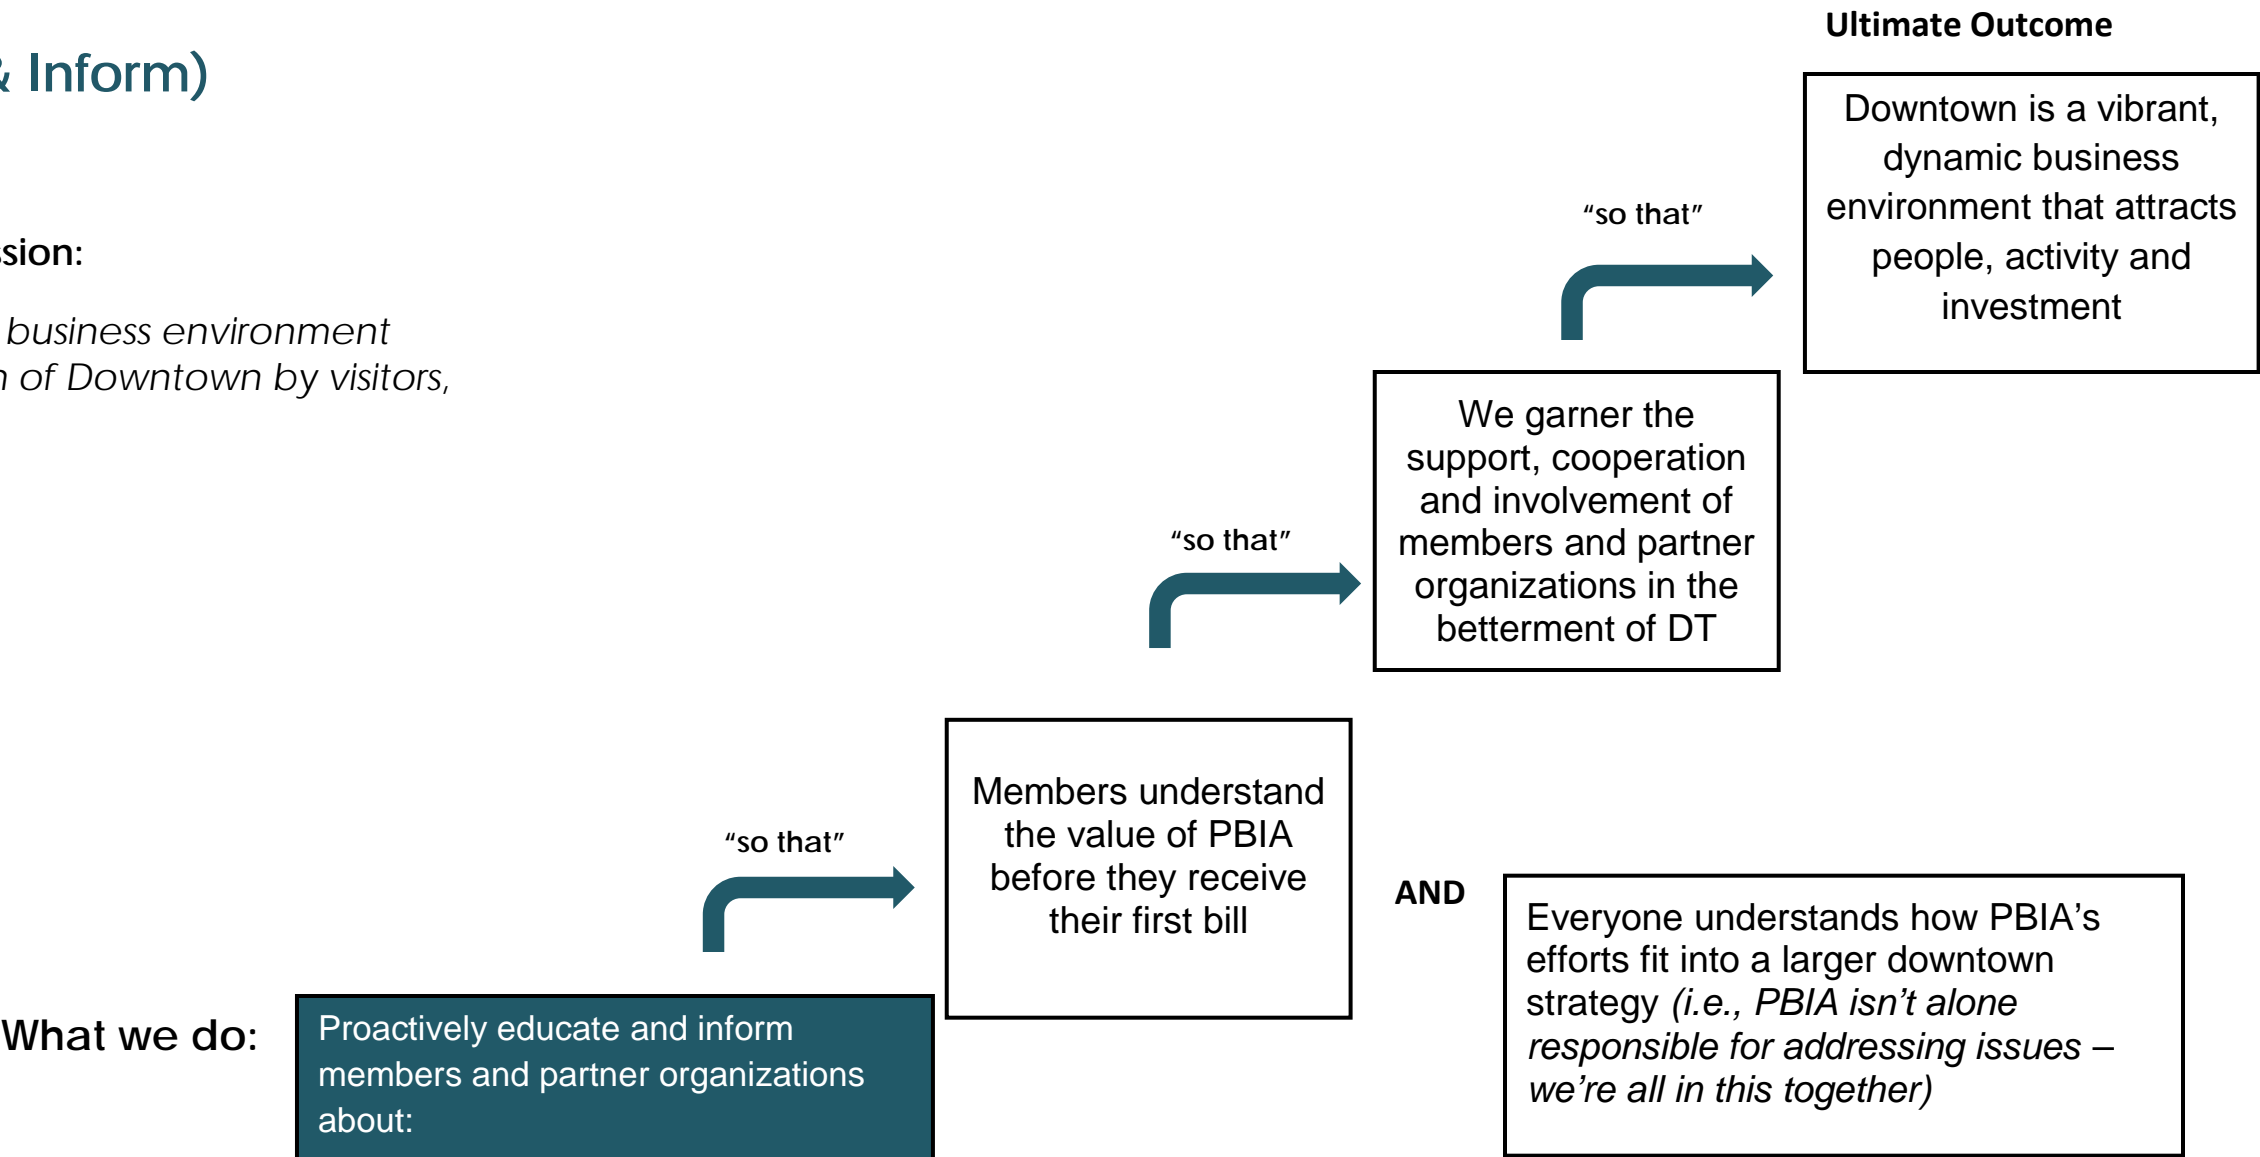 Ultimate Outcome
& Inform)
Downtown is a vibrant,
dynamic business
environment that attracts
people, activity and
investment
“so that”
ssion:
business environment
n of Downtown by visitors,
We garner the
support, cooperation
and involvement of
members and partner
organizations in the
betterment of DT
“so that”
Members understand
the value of PBIA
before they receive
their first bill
“so that”
AND
Everyone understands how PBIA’s
efforts fit into a larger downtown
strategy (i.e., PBIA isn’t alone
responsible for addressing issues –
we’re all in this together)
What we do:
Proactively educate and inform
members and partner organizations
about: